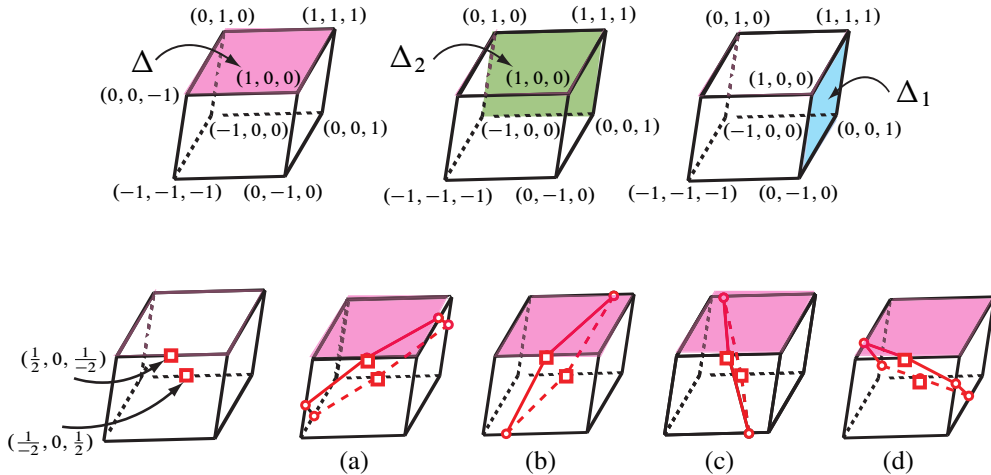 (0, 1, 0) (1, 1, 1) (0, 1, 0) (1, 1, 1) (0, 1, 0) (1, 1, 1)
Δ Δ₂
(1, 0, 0) (1, 0, 0) (1, 0, 0)
(0, 0, −1) Δ₁
(−1, 0, 0) (0, 0, 1) (−1, 0, 0) (0, 0, 1) (−1, 0, 0) (0, 0, 1)
(−1, −1, −1) (0, −1, 0) (−1, −1, −1) (0, −1, 0) (−1, −1, −1) (0, −1, 0)
(1/2, 0, 1/−2)
(1/−2, 0, 1/2)
(a) (b) (c) (d)